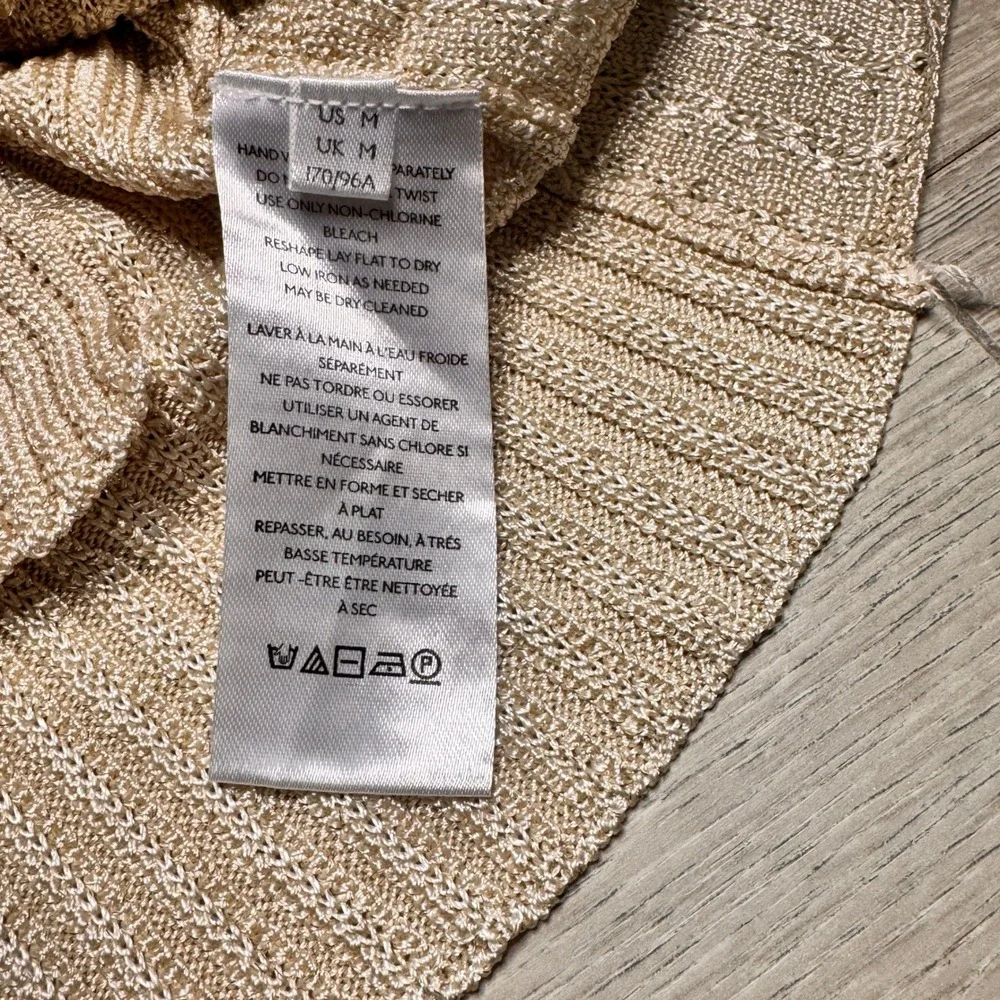 US M
UK M
170/96A
HAND
DO TWIST
USE ONLY NON-CHLORINE
BLEACH
RESHAPE, LAY FLAT TO DRY
LOW IRON AS NEEDED
MAY BE DRY CLEANED
LAVER À LA MAIN À L'EAU FROIDE
SÉPARÉMENT
NE PAS TORDRE OU ESSORER
UTILISER UN AGENT DE
BLANCHIMENT SANS CHLORE SI
NÉCESSAIRE
METTRE EN FORME ET SECHER
À PLAT
REPASSER, AU BESOIN, À TRÉS
BASSE TEMPÉRATURE
PEUT -ÊTRE ÊTRE NETTOYÉE
À SEC
P